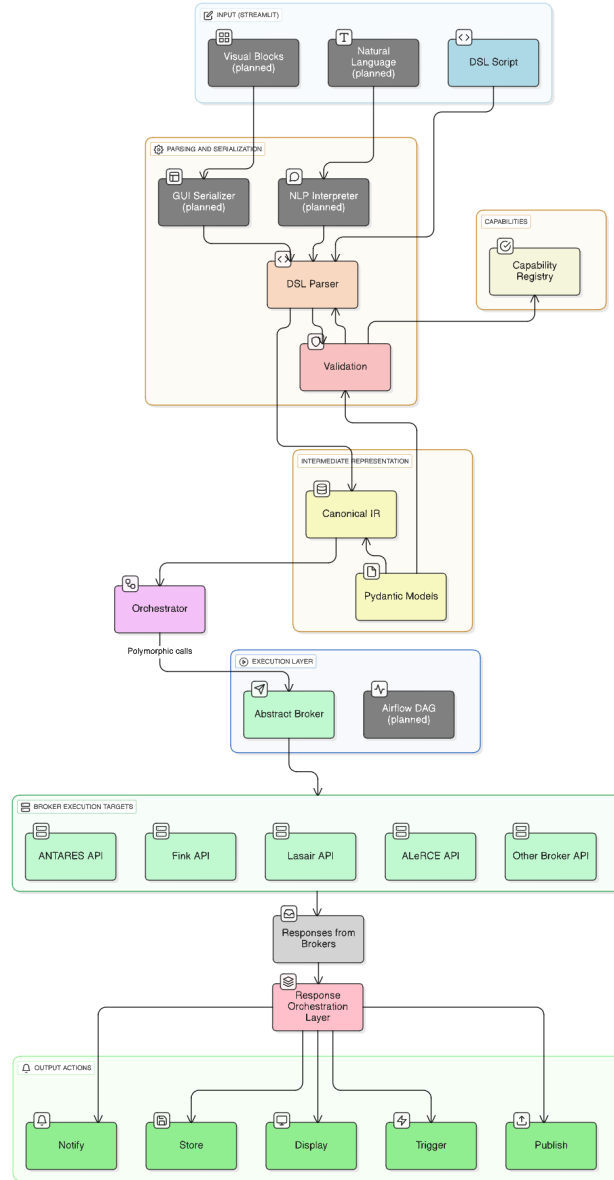 INPUT (STREAMLIT)
Visual Blocks
(planned)
Natural
Language
(planned)
DSL Script
PARSING AND SERIALIZATION
GUI Serializer
(planned)
NLP Interpreter
(planned)
CAPABILITIES
Capability
Registry
DSL Parser
Validation
INTERMEDIATE REPRESENTATION
Canonical IR
Pydantic Models
Orchestrator
Polymorphic calls
EXECUTION LAYER
Abstract Broker
Airflow DAG
(planned)
BROKER EXECUTION TARGETS
ANTARES API
Fink API
Lasair API
ALeRCE API
Other Broker API
Responses from
Brokers
Response
Orchestration
Layer
OUTPUT ACTIONS
Notify
Store
Display
Trigger
Publish